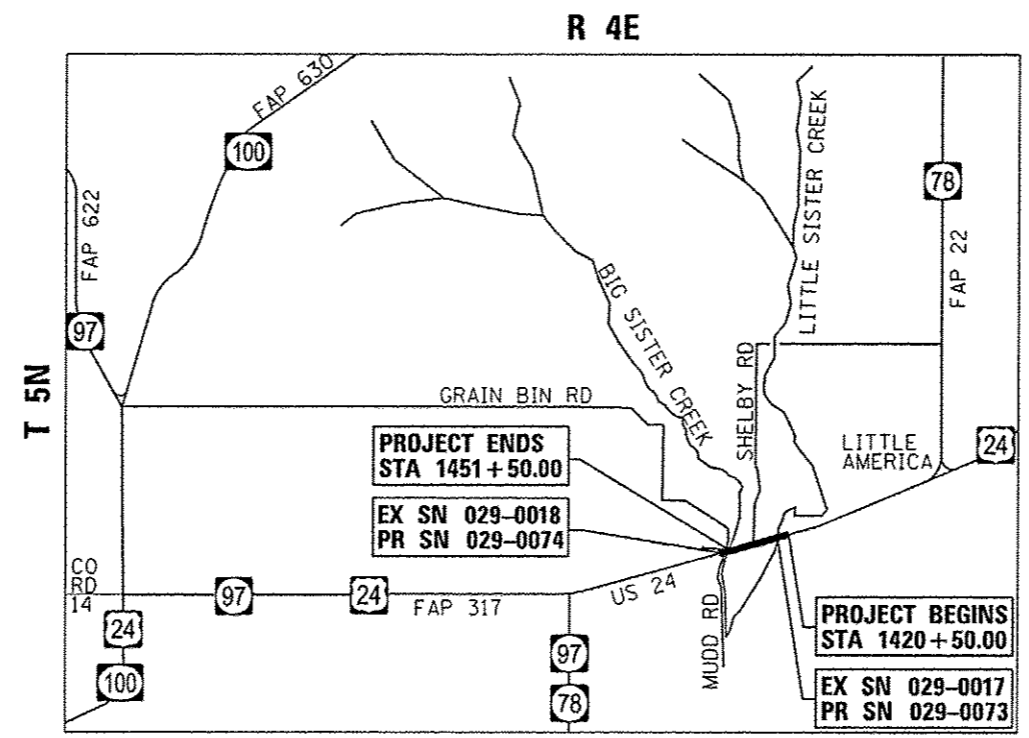 R 4E
T 5N
FAP 630
100
FAP 622
97
BIG SISTER CREEK
LITTLE SISTER CREEK
78
FAP 22
GRAIN BIN RD
SHELBY RD
LITTLE
AMERICA
24
PROJECT ENDS
STA 1451+50.00
EX SN 029-0018
PR SN 029-0074
CO
RD
14
97
24
FAP 317
US 24
24
100
97
78
MUDD RD
PROJECT BEGINS
STA 1420+50.00
EX SN 029-0017
PR SN 029-0073